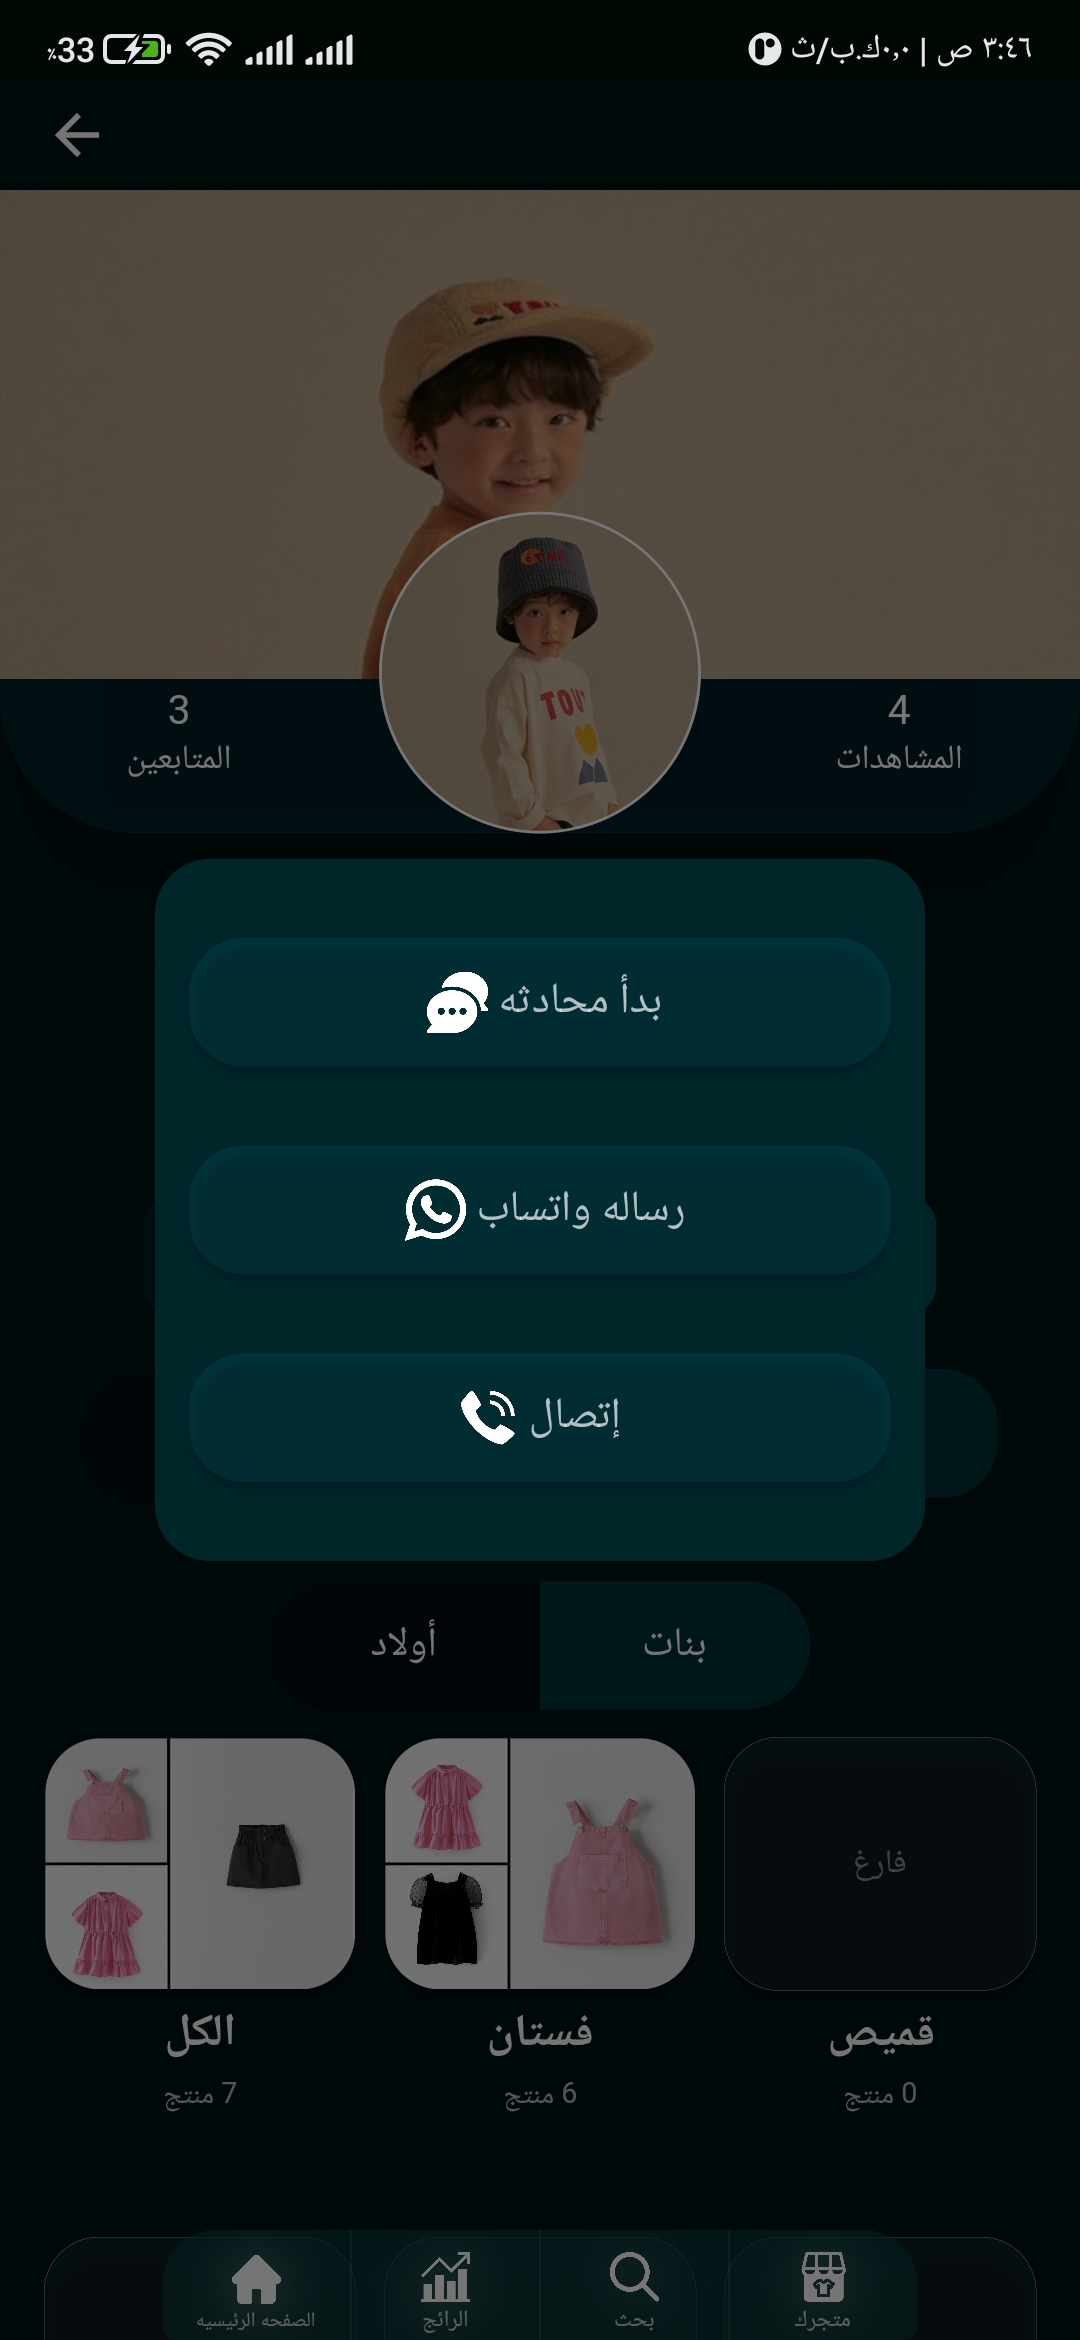 ٣:٤٦ ص | ٠,٠ك.ب/ث
٪33
TOU
4
المشاهدات
3
المتابعين
بدأ محادثه
رساله واتساب
إتصال
بنات
أولاد
فارغ
قميص
فستان
الكل
0 منتج
6 منتج
7 منتج
متجرك
بحث
الرائج
الصفحه الرئيسيه